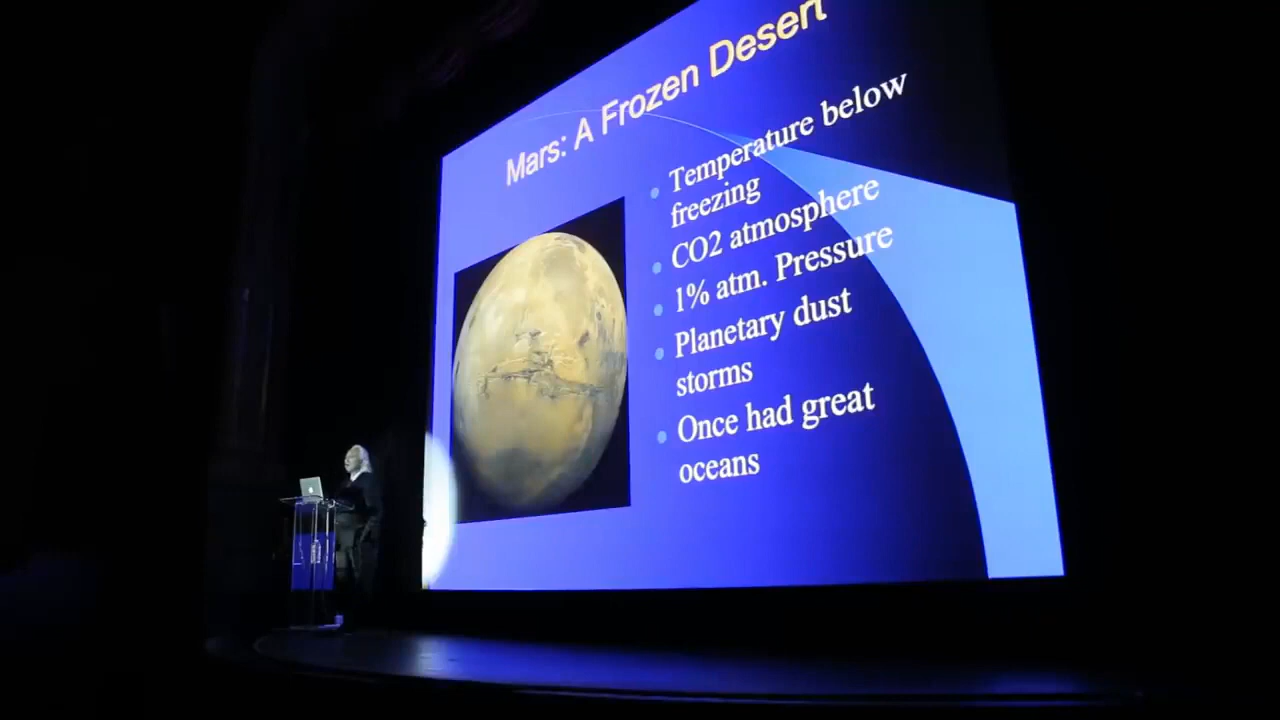 Mars: A Frozen Desert
Temperature below
freezing
CO2 atmosphere
1% atm. Pressure
Planetary dust
storms
Once had great
oceans